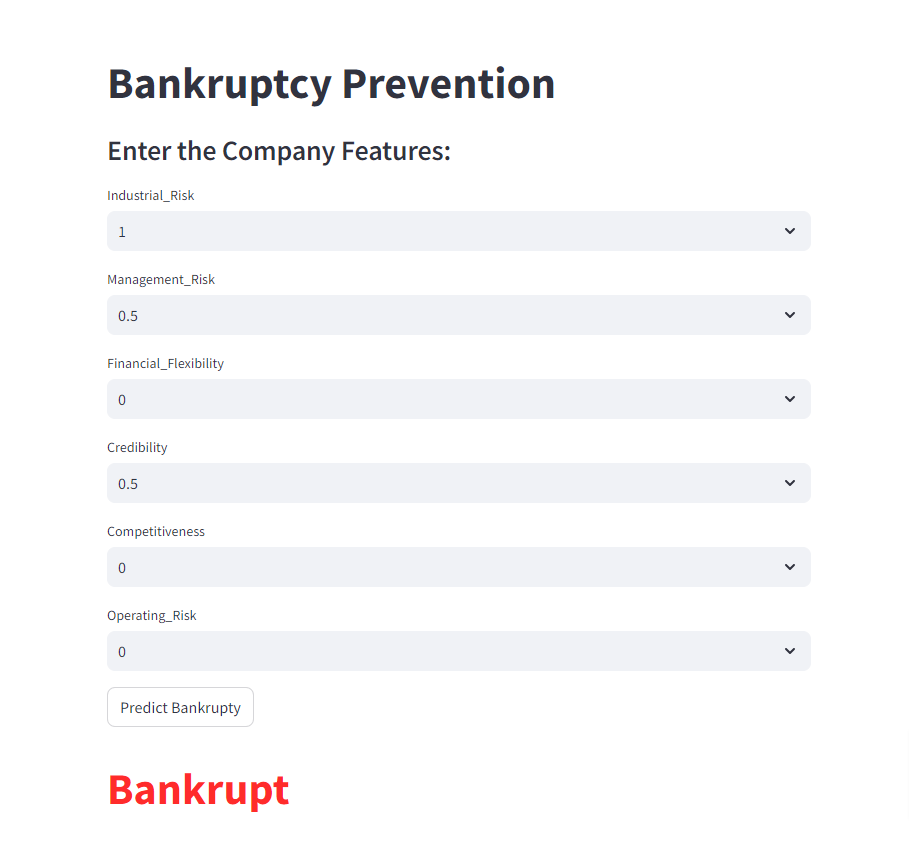 Bankruptcy Prevention
Enter the Company Features:
Industrial_Risk
1
Management_Risk
0.5
Financial_Flexibility
0
Credibility
0.5
Competitiveness
0
Operating_Risk
0
Predict Bankrupty
Bankrupt